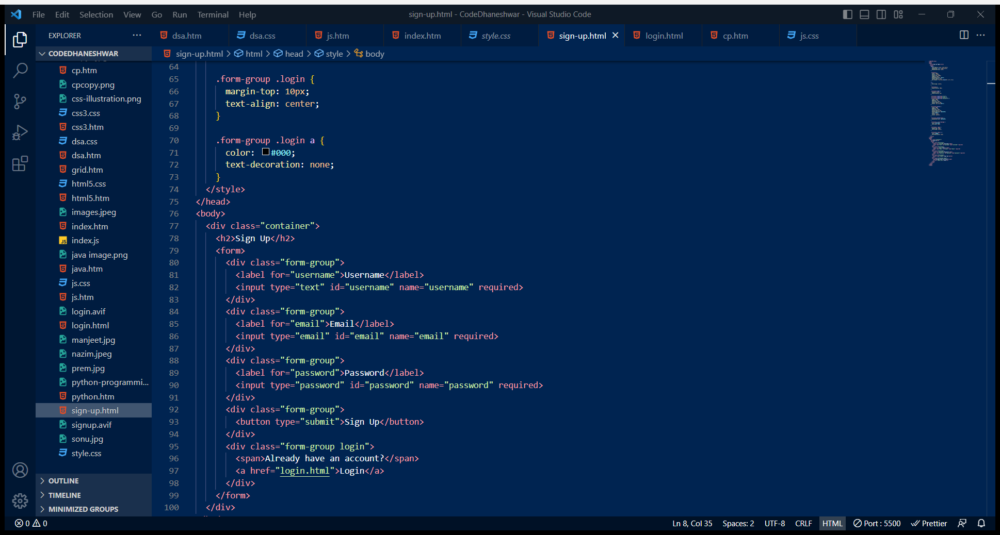 File Edit Selection View Go Run Terminal Help
sign-up.html - CodeDhaneshwar - Visual Studio Code
EXPLORER
dsa.htm dsa.css js.htm index.htm style.css sign-up.html login.html cp.htm js.css
CODEDHANESHWAR
sign-up.html > html > head > style > body
cp.htm
cpcopy.png
css-illustration.png
css3.css
css3.htm
dsa.css
dsa.htm
grid.htm
html5.css
html5.htm
images.jpeg
index.htm
index.js
java image.png
java.htm
js.css
js.htm
login.avif
login.html
manjeet.jpg
nazim.jpeg
prem.jpg
python-programmi...
python.htm
sign-up.html
signup.avif
sonu.jpg
style.css
OUTLINE
TIMELINE
MINIMIZED GROUPS
64
65 .form-group .login {
66 margin-top: 10px;
67 text-align: center;
68 }
69
70 .form-group .login a {
71 color: #000;
72 text-decoration: none;
73 }
74 </style>
75 </head>
76 <body>
77 <div class="container">
78 <h2>Sign Up</h2>
79 <form>
80 <div class="form-group">
81 <label for="username">Username</label>
82 <input type="text" id="username" name="username" required>
83 </div>
84 <div class="form-group">
85 <label for="email">Email</label>
86 <input type="email" id="email" name="email" required>
87 </div>
88 <div class="form-group">
89 <label for="password">Password</label>
90 <input type="password" id="password" name="password" required>
91 </div>
92 <div class="form-group">
93 <button type="submit">Sign Up</button>
94 </div>
95 <div class="form-group login">
96 <span>Already have an account?</span>
97 <a href="login.html">Login</a>
98 </div>
99 </form>
100 </div>
0 0
Ln 8, Col 35 Spaces: 2 UTF-8 CRLF HTML Port : 5500 Prettier